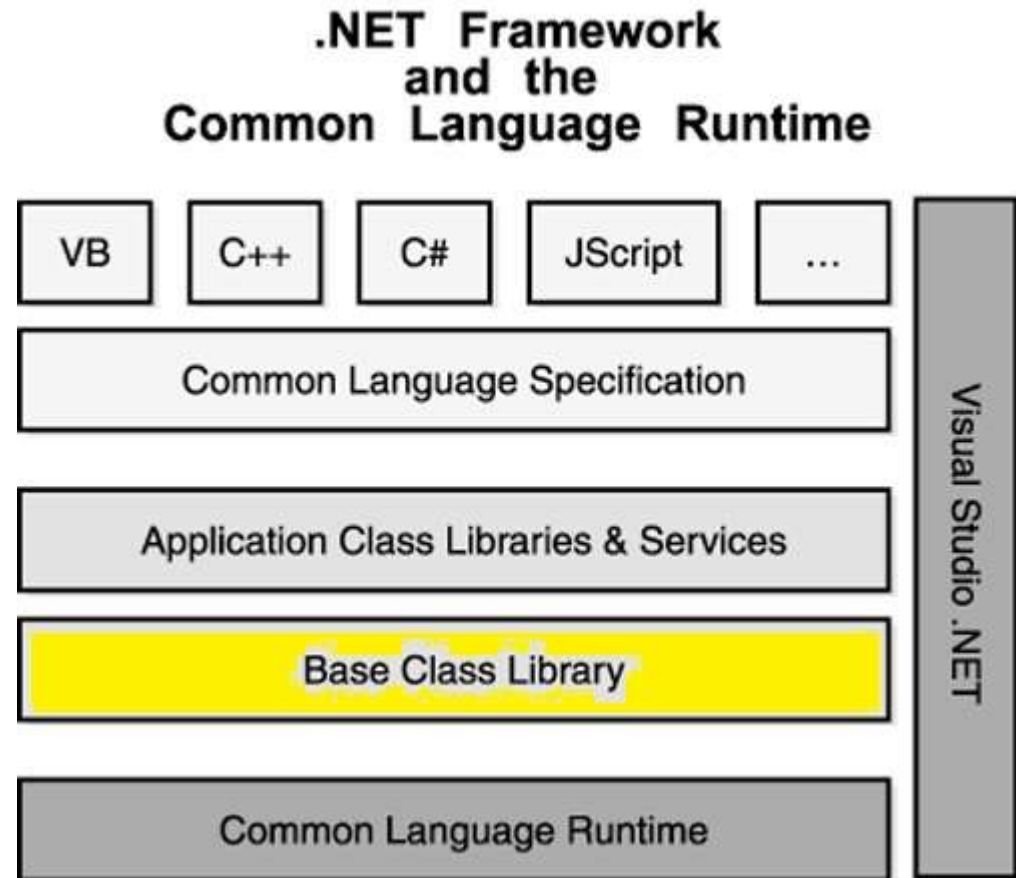 .NET Framework
and the
Common Language Runtime
VB
C++
C#
JScript
...
Common Language Specification
Application Class Libraries & Services
Base Class Library
Common Language Runtime
Visual Studio .NET